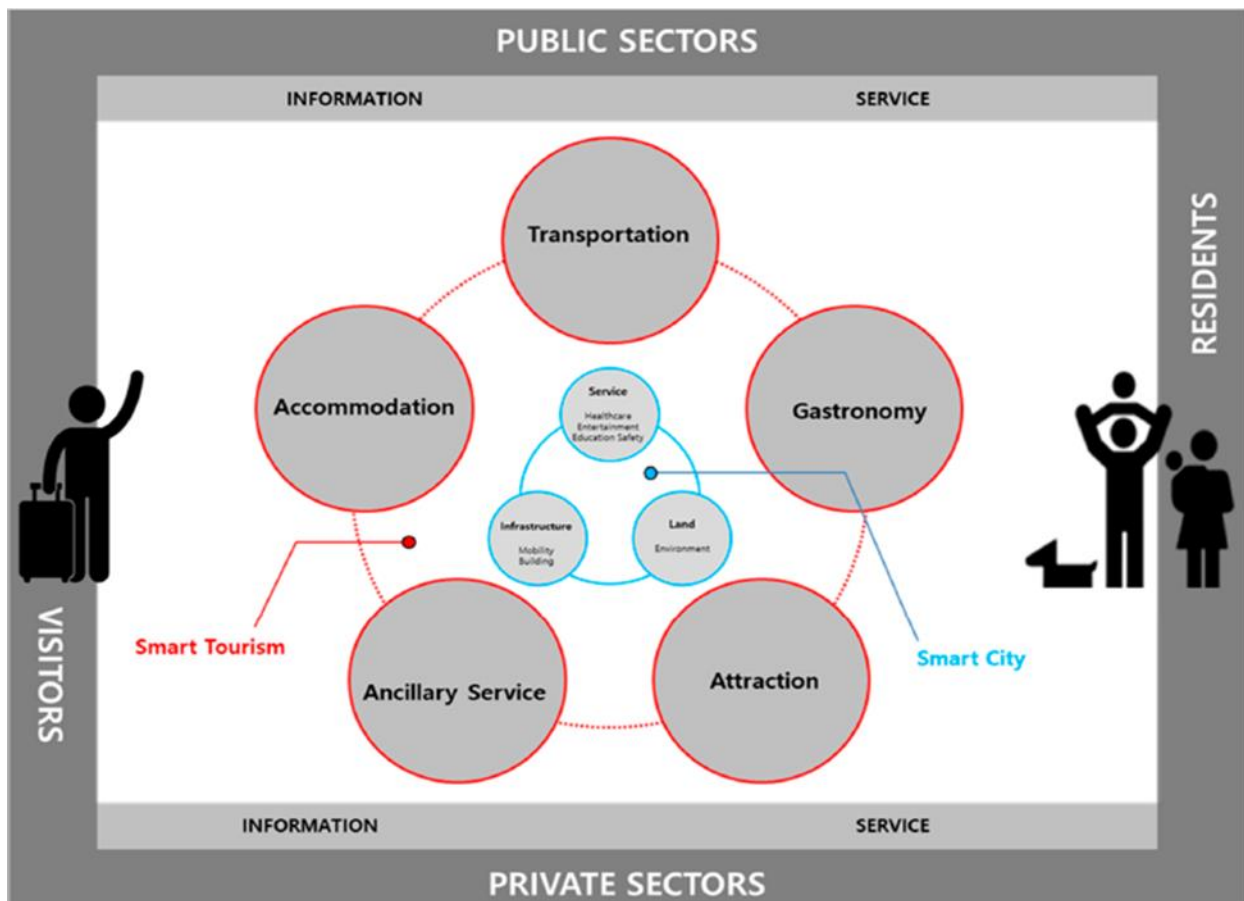 PUBLIC SECTORS
INFORMATION
SERVICE
Transportation
Accommodation
Gastronomy
Service
Healthcare
Entertainment
Education Safety
Infrastructure
Mobility
Building
Land
Environment
Smart Tourism
Smart City
Ancillary Service
Attraction
VISITORS
RESIDENTS
INFORMATION
SERVICE
PRIVATE SECTORS